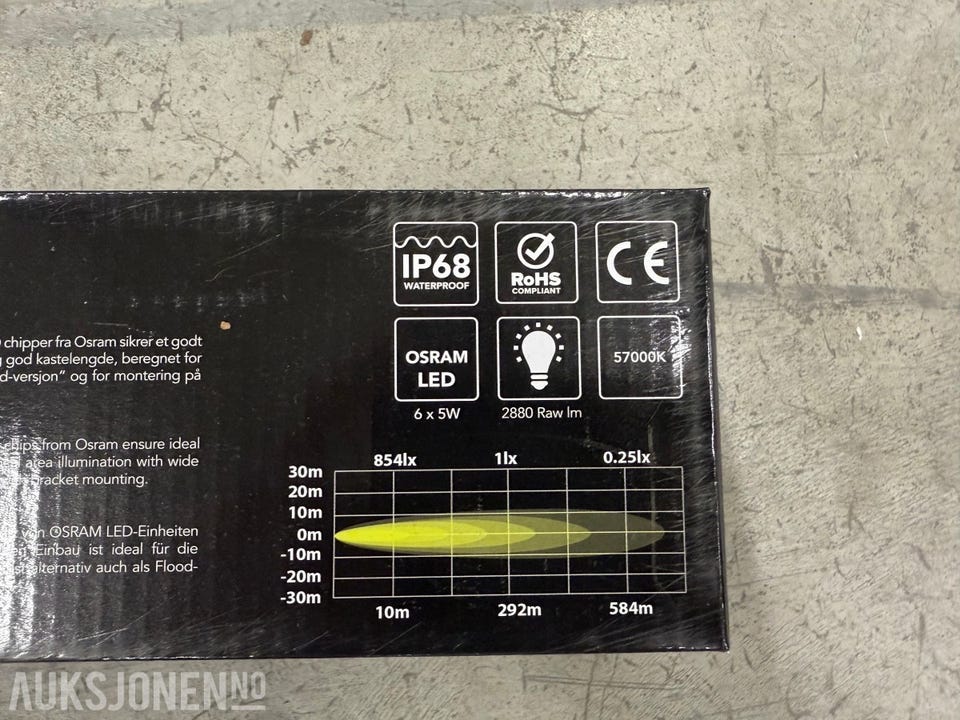 IP68
WATERPROOF
RoHS
COMPLIANT
CE
OSRAM
LED
6 x 5W
2880 Raw lm
57000K
chipper fra Osram sikrer et godt
god kastelengde, beregnet for
d-versjon" og for montering på
chips from Osram ensure ideal
area illumination with wide
bracket mounting.
von OSRAM LED-Einheiten
Einbau ist ideal für die
alternativ auch als Flood-
854lx 1lx 0.25lx
30m
20m
10m
0m
-10m
-20m
-30m
10m 292m 584m
AUKSJONEN.NO